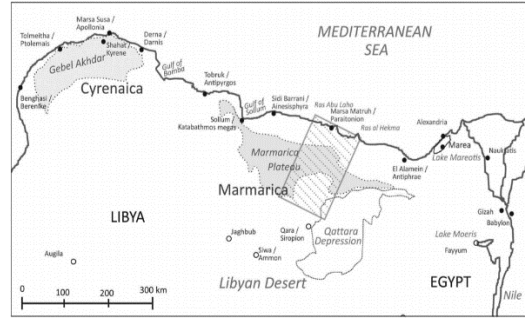 MEDITERRANEAN
SEA
Marsa Susa /
Apollonia
Tolmeitha /
Ptolemais
Shahat /
Kyrene
Derna /
Darnis
Gebel Akhdar
Gulf of
Bomba
Cyrenaica
Benghasi /
Berenike
Tobruk /
Antipyrgos
Gulf of
Sollum
Sidi Barrani /
Ainesisphyra
Ras Abu Laho
Marsa Matruh /
Paraitonion
Ras al Hekma
Sollum /
Katabathmos megas
Alexandria
Marea
Lake Mareotis
Naukratis
El Alamein /
Antiphrae
Marmarica
Plateau
Marmarica
LIBYA
Jaghbub
Qara /
Siropion
Qattara
Depression
Gizah
Babylon
Lake Moeris
Fayyum
Augila
Siwa /
Ammon
Libyan Desert
EGYPT
Nile
0 100 200 300 km